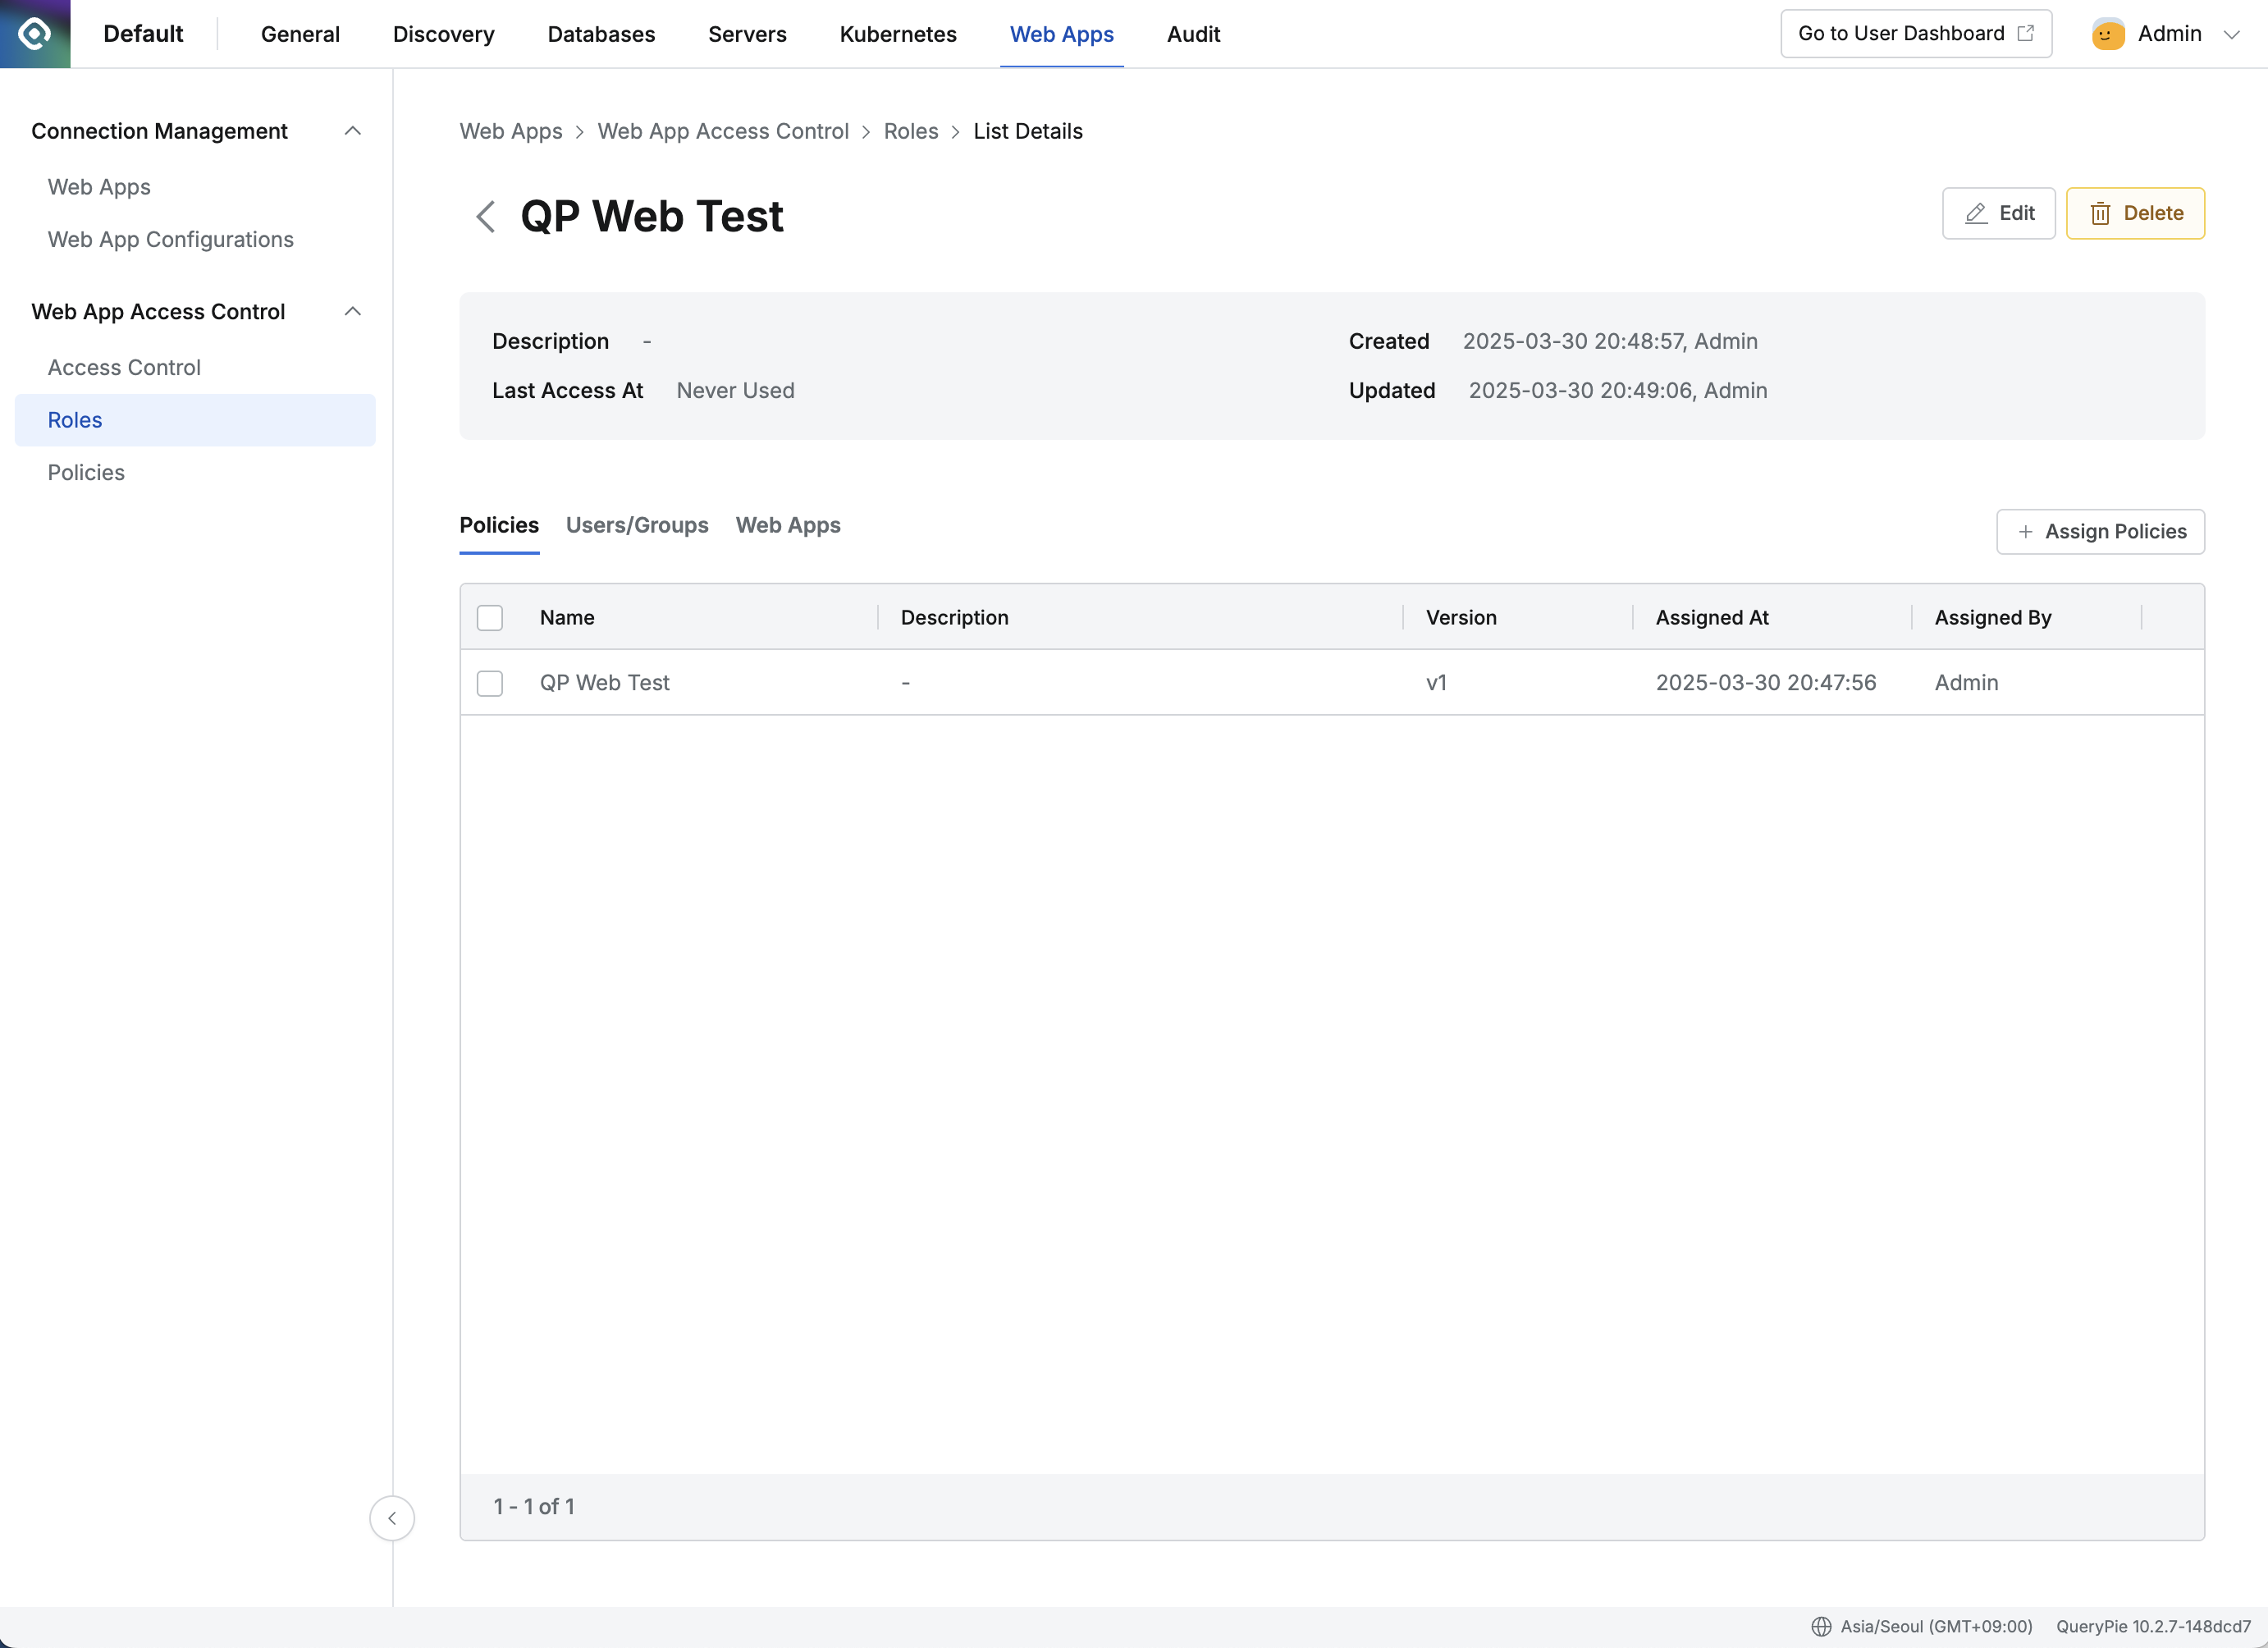 Default General Discovery Databases Servers Kubernetes Web Apps Audit Go to User Dashboard Admin
Connection Management
Web Apps
Web App Configurations
Web App Access Control
Access Control
Roles
Policies
Web Apps > Web App Access Control > Roles > List Details
QP Web Test
Edit Delete
Description - Created 2025-03-30 20:48:57, Admin
Last Access At Never Used Updated 2025-03-30 20:49:06, Admin
Policies Users/Groups Web Apps + Assign Policies
Name Description Version Assigned At Assigned By
QP Web Test - v1 2025-03-30 20:47:56 Admin
1 - 1 of 1
Asia/Seoul (GMT+09:00) QueryPie 10.2.7-148dcd7